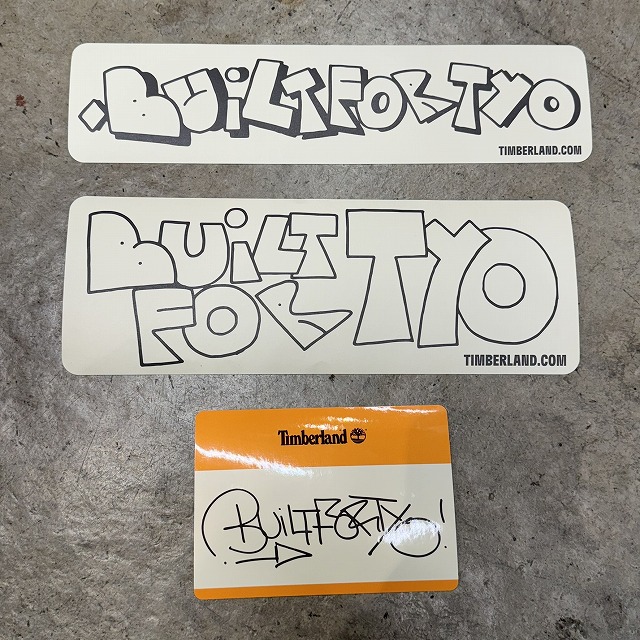 BUiLTFORTYO
TIMBERLAND.COM
BUiLT TYO
FOR
TIMBERLAND.COM
Timberland
BUiLTFORTYO!